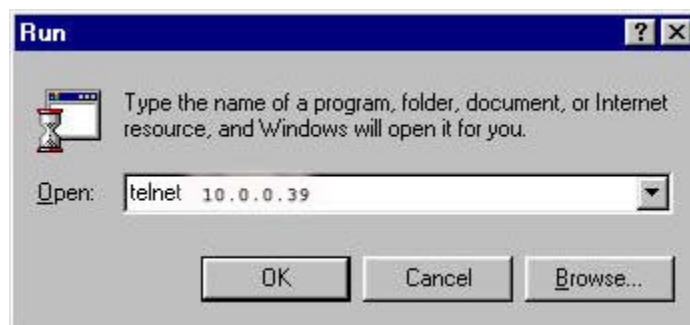 Run
Type the name of a program, folder, document, or Internet
resource, and Windows will open it for you.
Open: telnet 10.0.0.39
OK Cancel Browse...